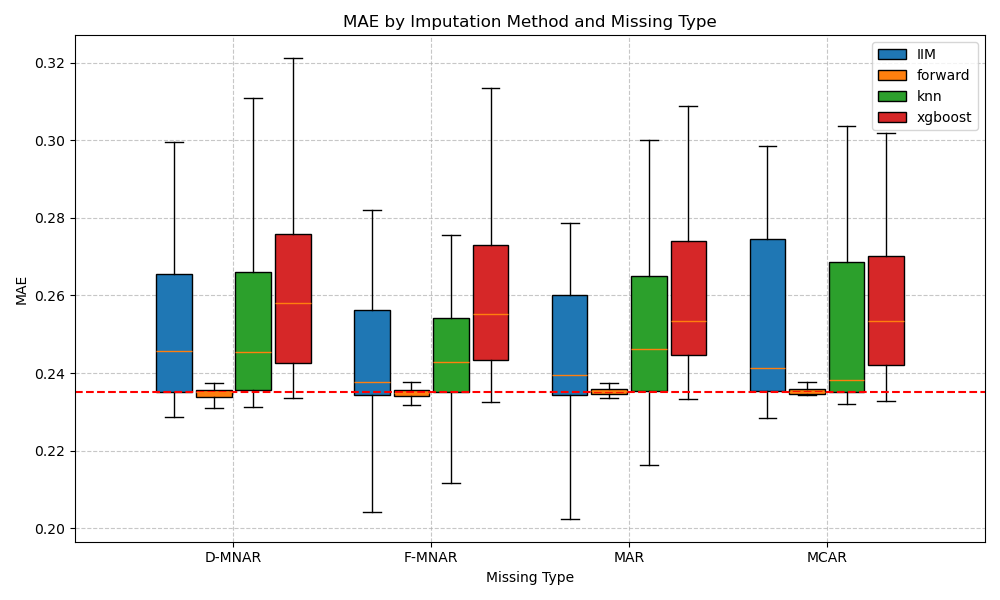 MAE by Imputation Method and Missing Type
IIM
forward
knn
xgboost
0.32
0.30
0.28
0.26
0.24
0.22
0.20
MAE
D-MNAR F-MNAR MAR MCAR
Missing Type